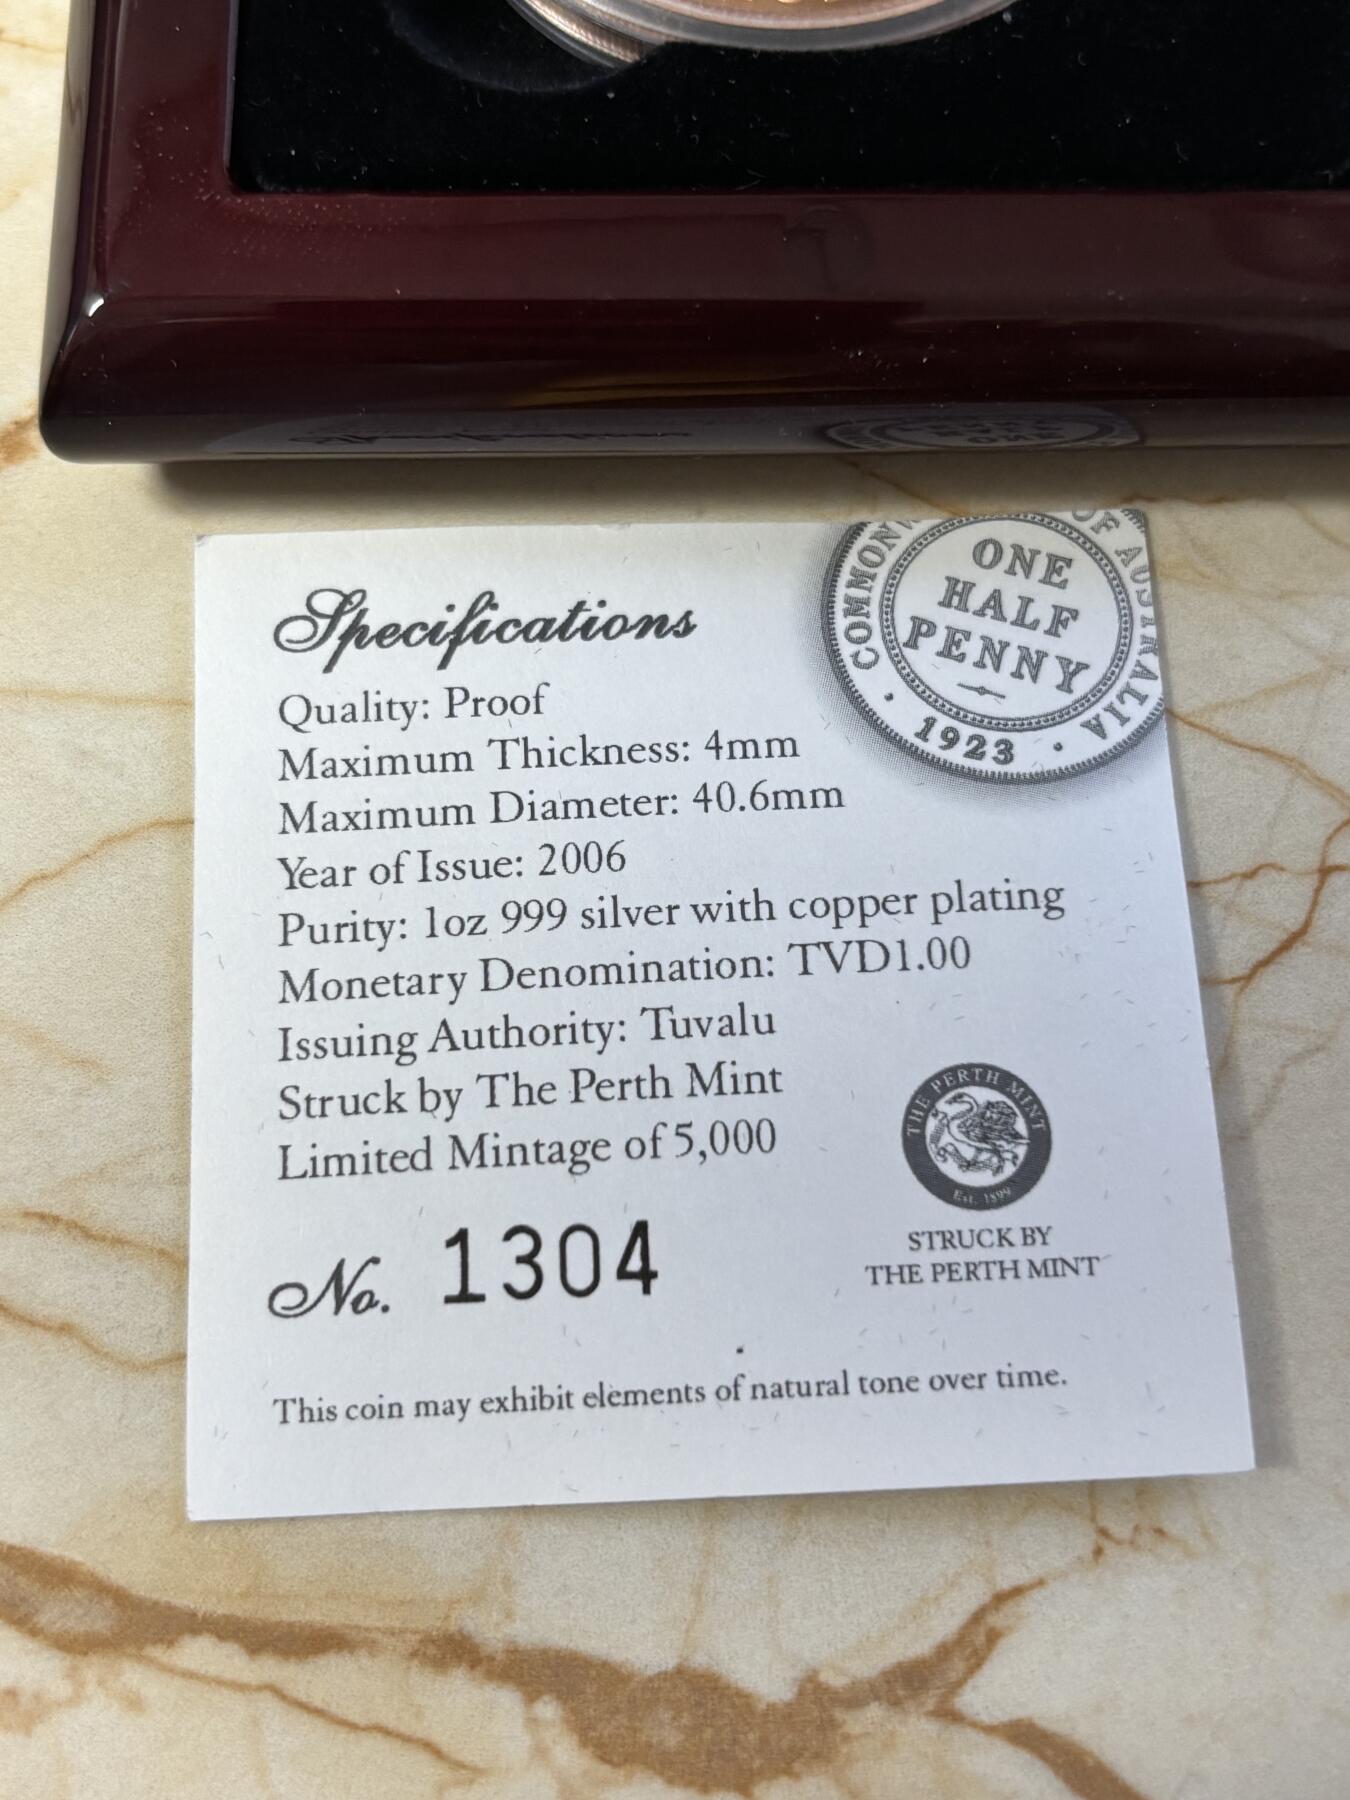 Specifications
Quality: Proof
Maximum Thickness: 4mm
Maximum Diameter: 40.6mm
Year of Issue: 2006
Purity: 1oz 999 silver with copper plating
Monetary Denomination: TVD1.00
Issuing Authority: Tuvalu
Struck by The Perth Mint
Limited Mintage of 5,000
No. 1304
This coin may exhibit elements of natural tone over time.
COMMONW OF AUSTRALIA
ONE
HALF
PENNY
1923
THE PERTH MINT
Est. 1899
STRUCK BY
THE PERTH MINT